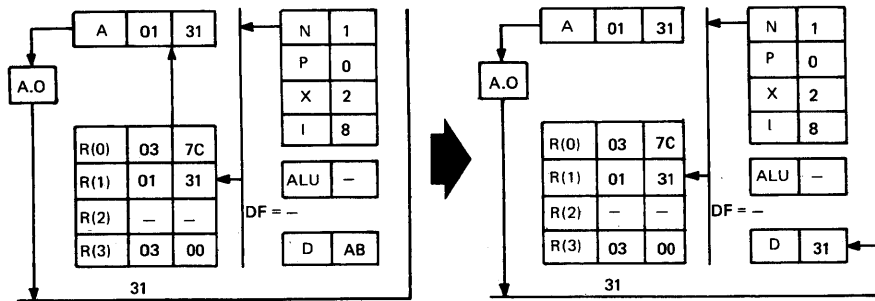 A 01 31
A.O
N 1
P 0
X 2
I 8
R(0) 03 7C
R(1) 01 31
R(2) – –
R(3) 03 00
ALU –
DF = –
D AB
31
A 01 31
A.O
N 1
P 0
X 2
I 8
R(0) 03 7C
R(1) 01 31
R(2) – –
R(3) 03 00
ALU –
DF = –
D 31
31